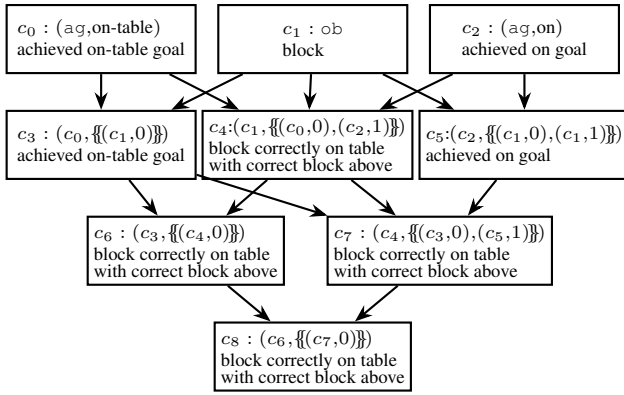 c₀ : (ag,on-table)
achieved on-table goal
c₁ : ob
block
c₂ : (ag,on)
achieved on goal
c₃ : (c₀,⦃(c₁,0)⦄)
achieved on-table goal
c₄:(c₁,⦃(c₀,0),(c₂,1)⦄)
block correctly on table
with correct block above
c₅:(c₂,⦃(c₁,0),(c₁,1)⦄)
achieved on goal
c₆ : (c₃,⦃(c₄,0)⦄)
block correctly on table
with correct block above
c₇ : (c₄,⦃(c₃,0),(c₅,1)⦄)
block correctly on table
with correct block above
c₈ : (c₆,⦃(c₇,0)⦄)
block correctly on table
with correct block above